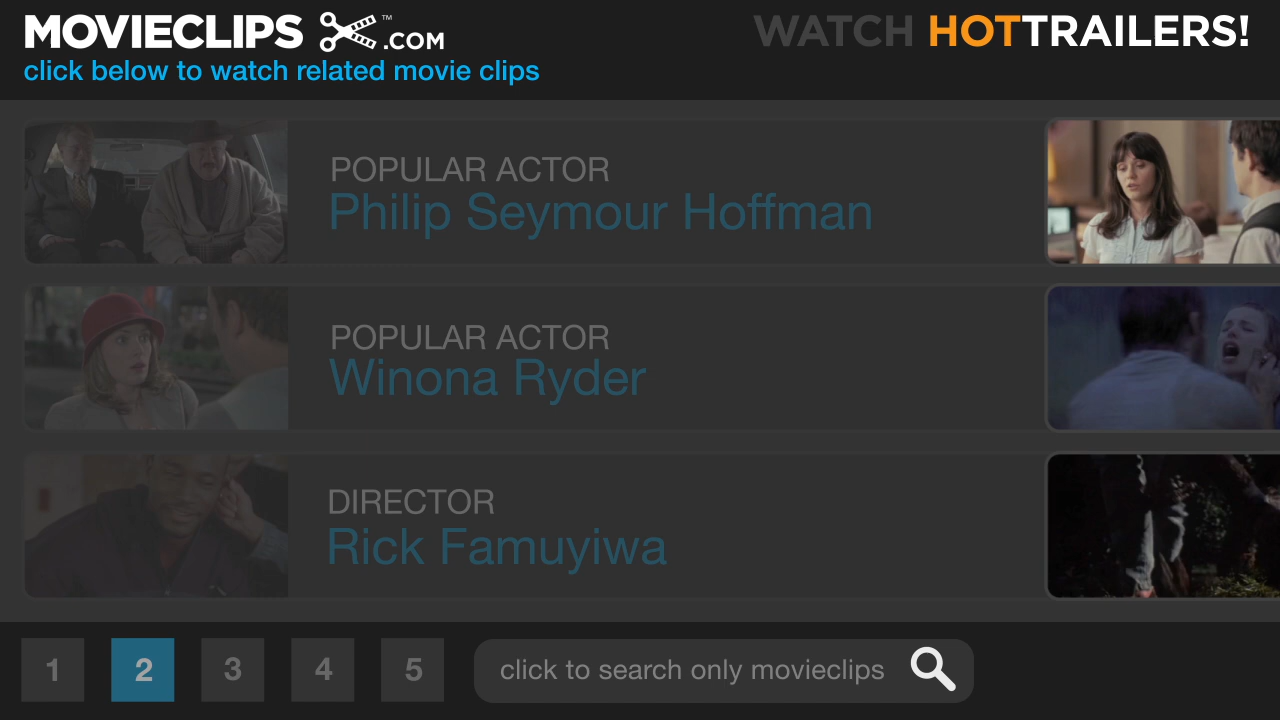 MOVIECLIPS ™ .COM
WATCH HOTTRAILERS!
click below to watch related movie clips
POPULAR ACTOR
Philip Seymour Hoffman
POPULAR ACTOR
Winona Ryder
DIRECTOR
Rick Famuyiwa
1 2 3 4 5
click to search only movieclips